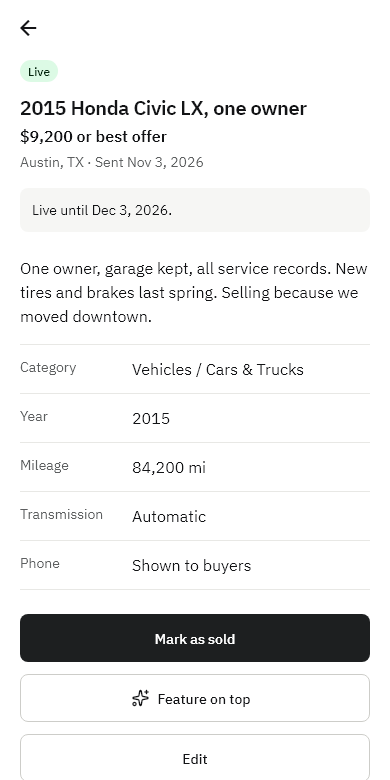 Live
2015 Honda Civic LX, one owner
$9,200 or best offer
Austin, TX · Sent Nov 3, 2026
Live until Dec 3, 2026.
One owner, garage kept, all service records. New
tires and brakes last spring. Selling because we
moved downtown.
Category Vehicles / Cars & Trucks
Year 2015
Mileage 84,200 mi
Transmission Automatic
Phone Shown to buyers
Mark as sold
Feature on top
Edit